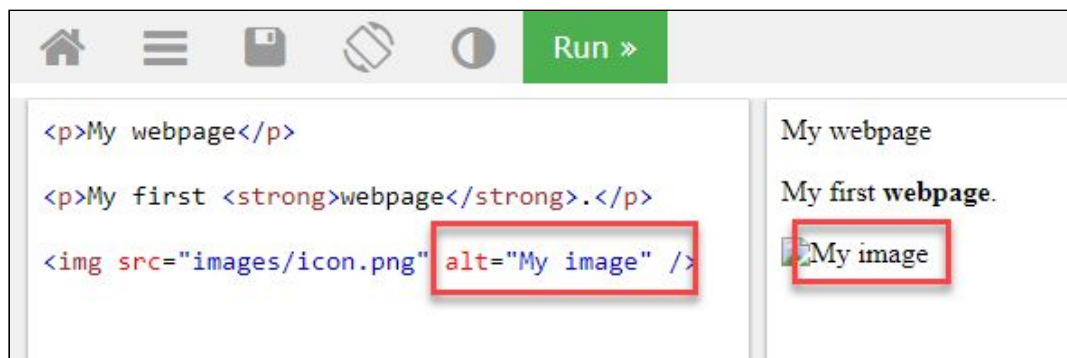 Run »
<p>My webpage</p>
<p>My first <strong>webpage</strong>.</p>
<img src="images/icon.png" alt="My image" />
My webpage
My first webpage.
My image